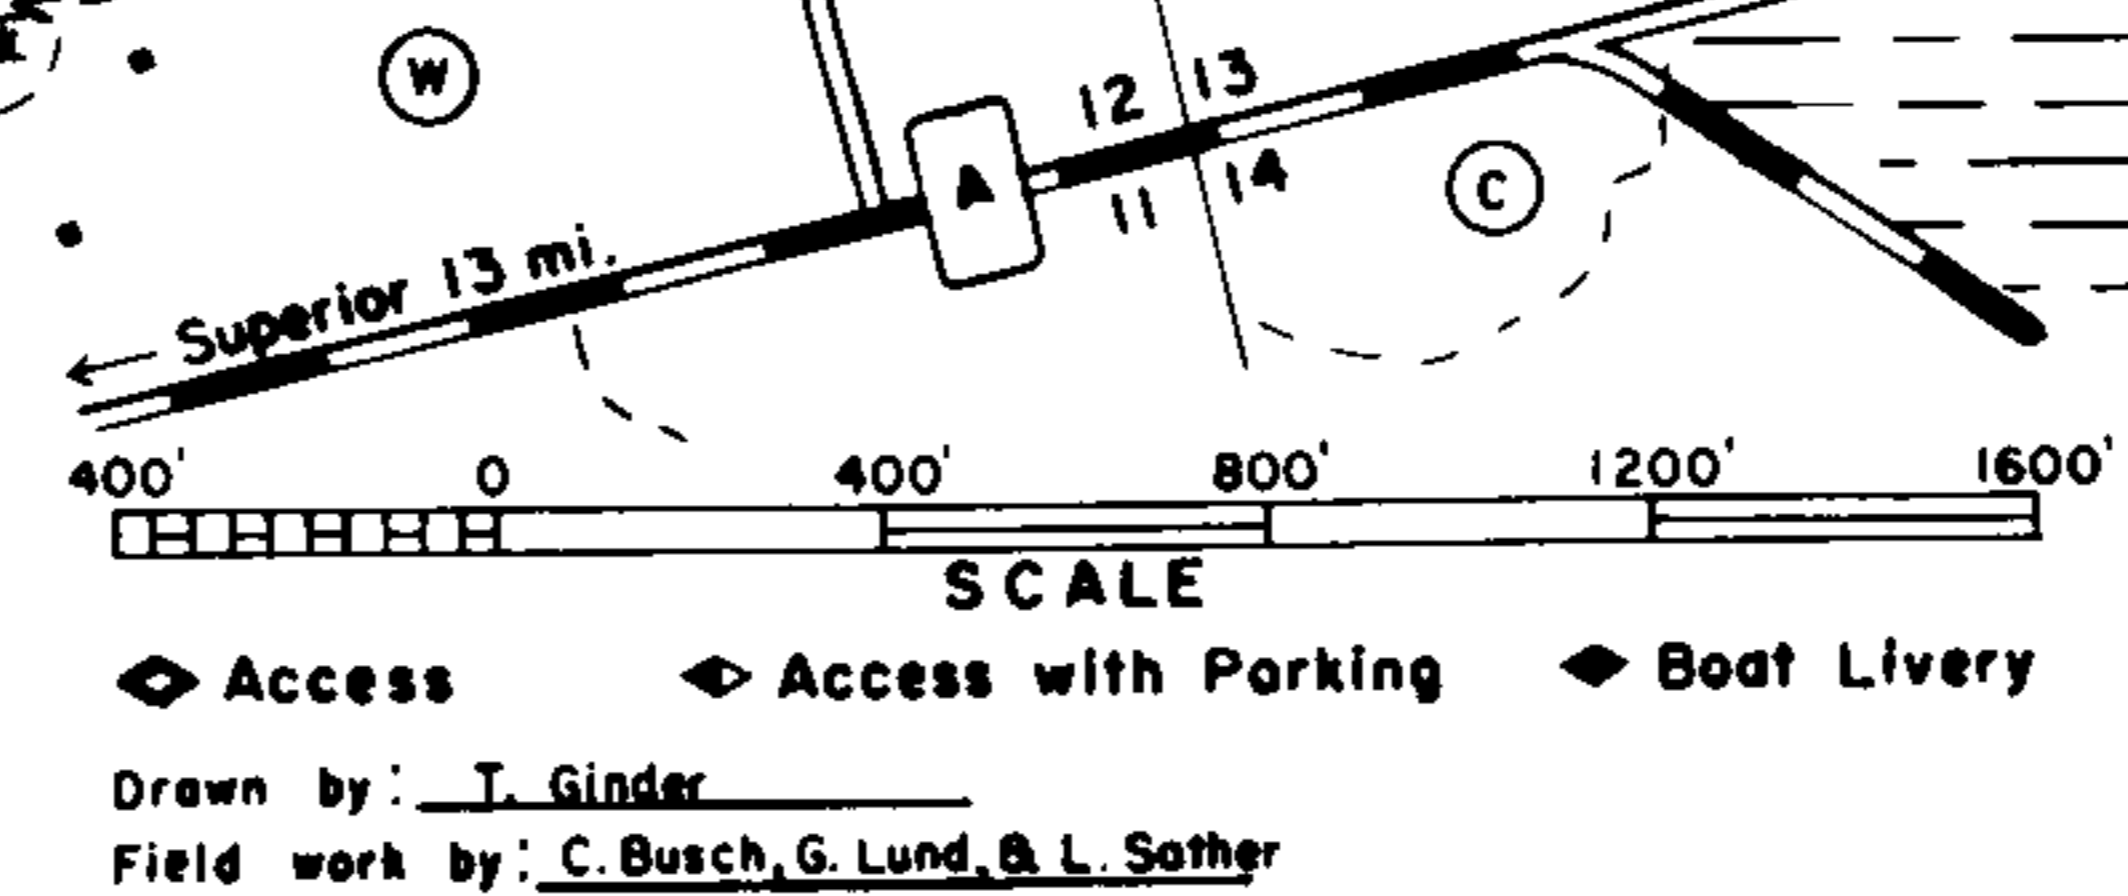 W
12 13
A
11 14
C
← Superior 13 mi.
400' 0 400' 800' 1200' 1600'
SCALE
Access Access with Parking Boat Livery
Drawn by: T. Ginder
Field work by: C. Busch, G. Lund, & L. Sather